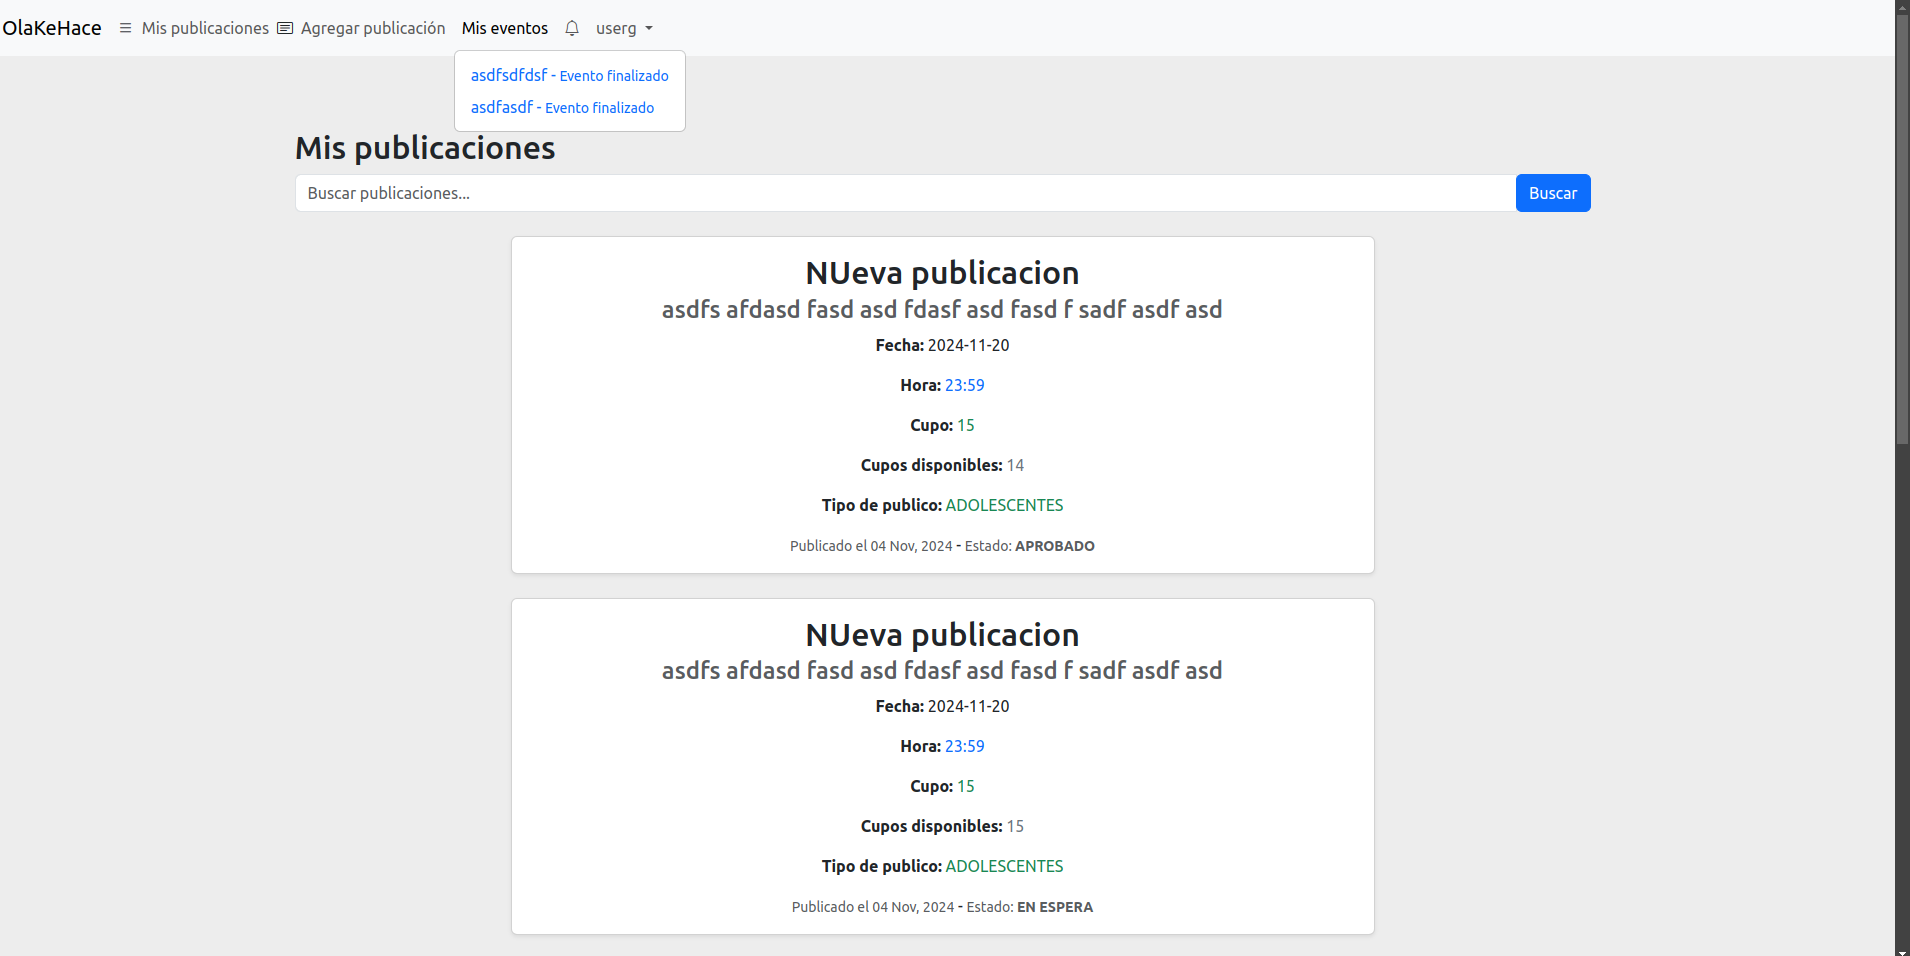 OlaKeHace Mis publicaciones Agregar publicación Mis eventos userg
asdfsdfdsf - Evento finalizado
asdfasdf - Evento finalizado
Mis publicaciones
Buscar publicaciones... Buscar
NUeva publicacion
asdfs afdasd fasd asd fdasf asd fasd f sadf asdf asd
Fecha: 2024-11-20
Hora: 23:59
Cupo: 15
Cupos disponibles: 14
Tipo de publico: ADOLESCENTES
Publicado el 04 Nov, 2024 - Estado: APROBADO
NUeva publicacion
asdfs afdasd fasd asd fdasf asd fasd f sadf asdf asd
Fecha: 2024-11-20
Hora: 23:59
Cupo: 15
Cupos disponibles: 15
Tipo de publico: ADOLESCENTES
Publicado el 04 Nov, 2024 - Estado: EN ESPERA